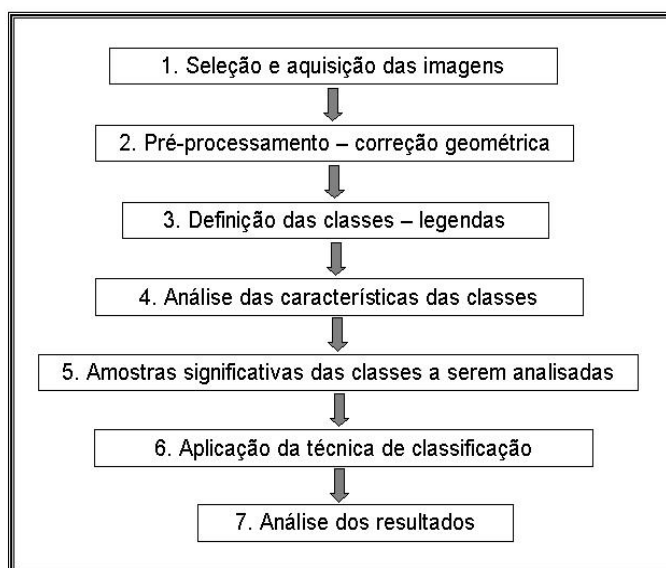 1. Seleção e aquisição das imagens
2. Pré-processamento – correção geométrica
3. Definição das classes – legendas
4. Análise das características das classes
5. Amostras significativas das classes a serem analisadas
6. Aplicação da técnica de classificação
7. Análise dos resultados